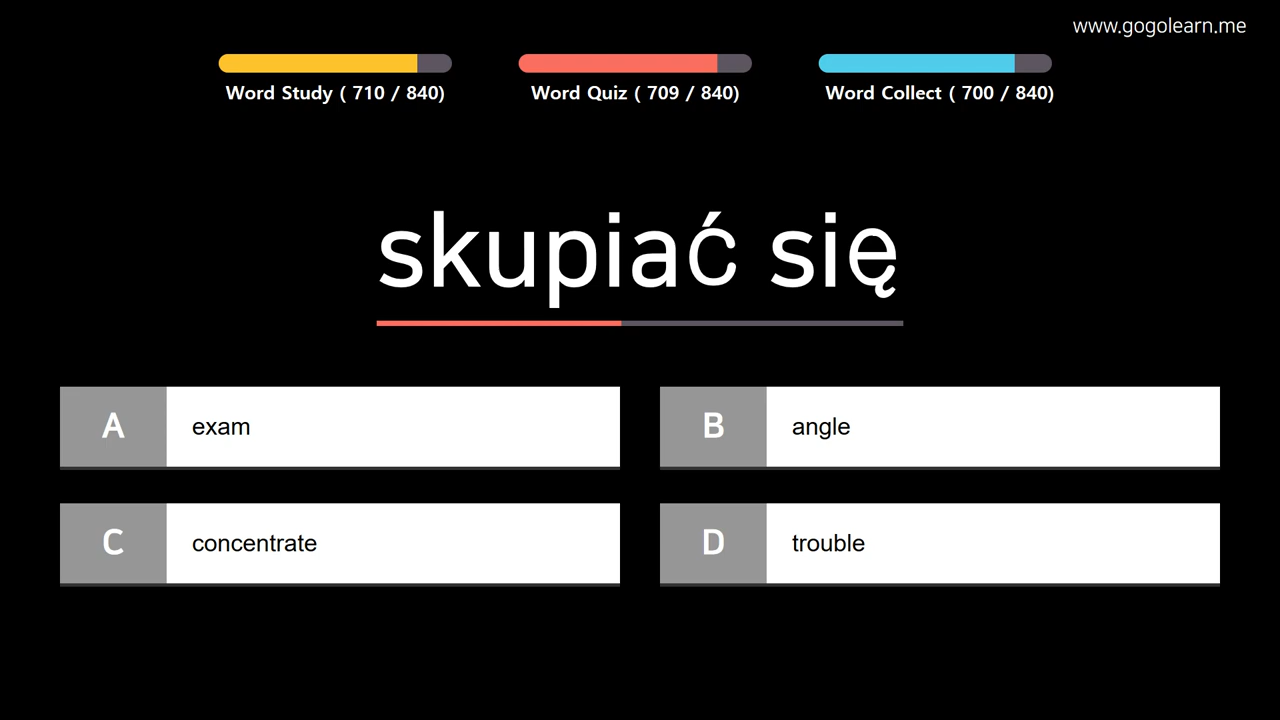 www.gogolearn.me
Word Study ( 710 / 840)
Word Quiz ( 709 / 840)
Word Collect ( 700 / 840)
skupiać się
A exam
B angle
C concentrate
D trouble